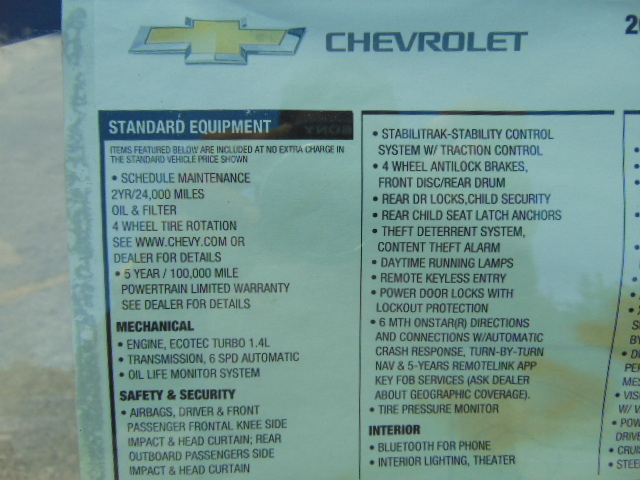 CHEVROLET
20
STANDARD EQUIPMENT
ITEMS FEATURED BELOW ARE INCLUDED AT NO EXTRA CHARGE IN
THE STANDARD VEHICLE PRICE SHOWN
• SCHEDULE MAINTENANCE
2YR/24,000 MILES
OIL & FILTER
4 WHEEL TIRE ROTATION
SEE WWW.CHEVY.COM OR
DEALER FOR DETAILS
• 5 YEAR / 100,000 MILE
POWERTRAIN LIMITED WARRANTY
SEE DEALER FOR DETAILS
MECHANICAL
• ENGINE, ECOTEC TURBO 1.4L
• TRANSMISSION, 6 SPD AUTOMATIC
• OIL LIFE MONITOR SYSTEM
SAFETY & SECURITY
• AIRBAGS, DRIVER & FRONT
PASSENGER FRONTAL KNEE SIDE
IMPACT & HEAD CURTAIN; REAR
OUTBOARD PASSENGERS SIDE
IMPACT & HEAD CURTAIN
• STABILITRAK-STABILITY CONTROL
SYSTEM W/ TRACTION CONTROL
• 4 WHEEL ANTILOCK BRAKES,
FRONT DISC/REAR DRUM
• REAR DR LOCKS,CHILD SECURITY
• REAR CHILD SEAT LATCH ANCHORS
• THEFT DETERRENT SYSTEM,
CONTENT THEFT ALARM
• DAYTIME RUNNING LAMPS
• REMOTE KEYLESS ENTRY
• POWER DOOR LOCKS WITH
LOCKOUT PROTECTION
• 6 MTH ONSTAR(R) DIRECTIONS
AND CONNECTIONS W/AUTOMATIC
CRASH RESPONSE, TURN-BY-TURN
NAV & 5-YEARS REMOTELINK APP
KEY FOB SERVICES (ASK DEALER
ABOUT GEOGRAPHIC COVERAGE).
• TIRE PRESSURE MONITOR
INTERIOR
• BLUETOOTH FOR PHONE
• INTERIOR LIGHTING, THEATER